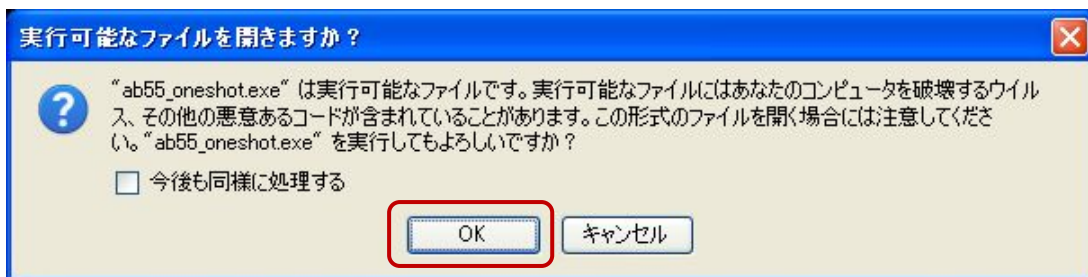 実行可能なファイルを開きますか？
"ab55_oneshot.exe" は実行可能なファイルです。実行可能なファイルにはあなたのコンピュータを破壊するウイル
ス、その他の悪意あるコードが含まれていることがあります。この形式のファイルを開く場合には注意してくださ
い。"ab55_oneshot.exe" を実行してもよろしいですか？
今後も同様に処理する
OK キャンセル